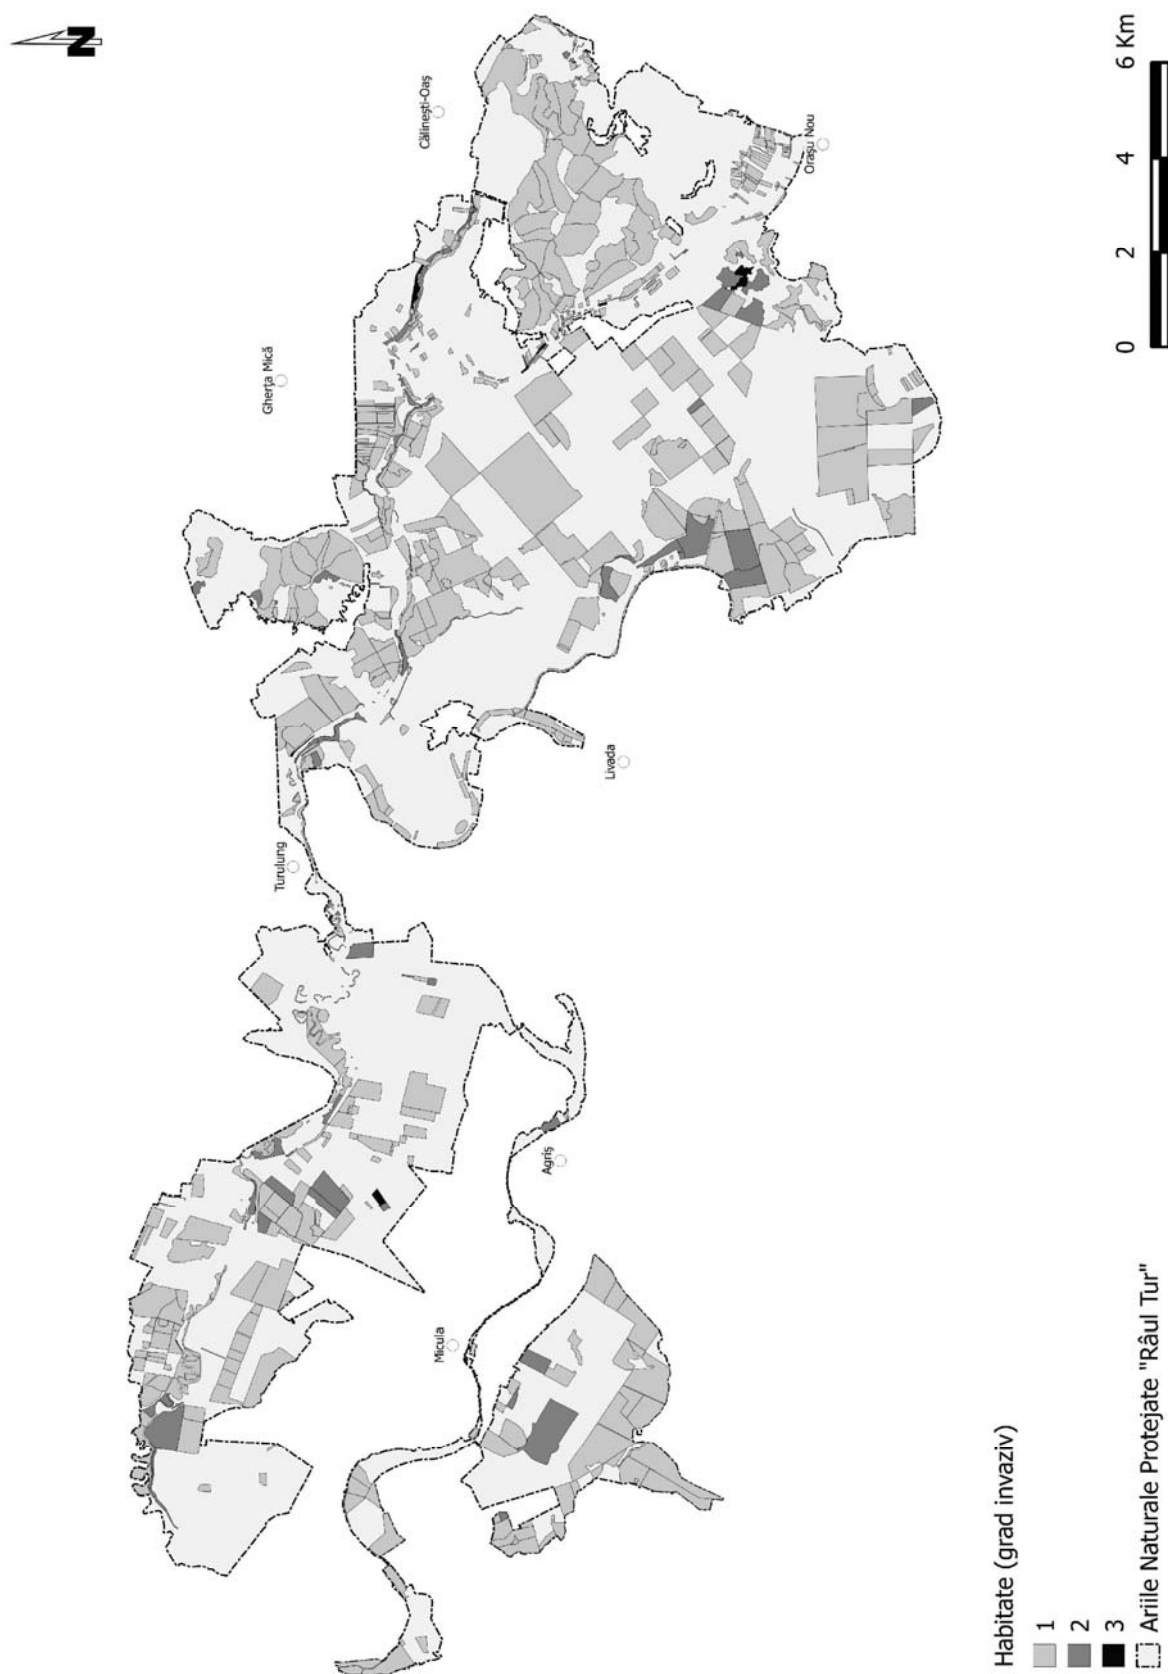 N
Călinești-Oaș
Gherța Mică
Orașu Nou
Turulung
Livada
Agriș
Micula
0 2 4 6 Km
Habitate (grad invaziv)
1
2
3
Ariile Naturale Protejate "Râul Tur"